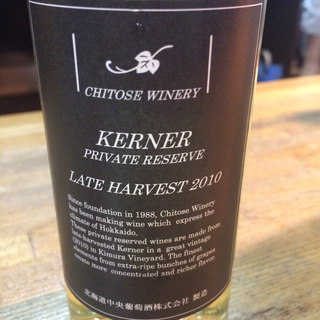 CHITOSE WINERY
KERNER
PRIVATE RESERVE
LATE HARVEST 2010
Since foundation in 1988, Chitose Winery
has been making wine which express the
climate of Hokkaido.
These private reserved wines are made from
late-harvested Kerner in a great vintage
(2010) in Kimura Vineyard. The finest
elements from extra-ripe bunches of grapes
create more concentrated and richer flavor.
北海道中央葡萄酒株式会社 製造